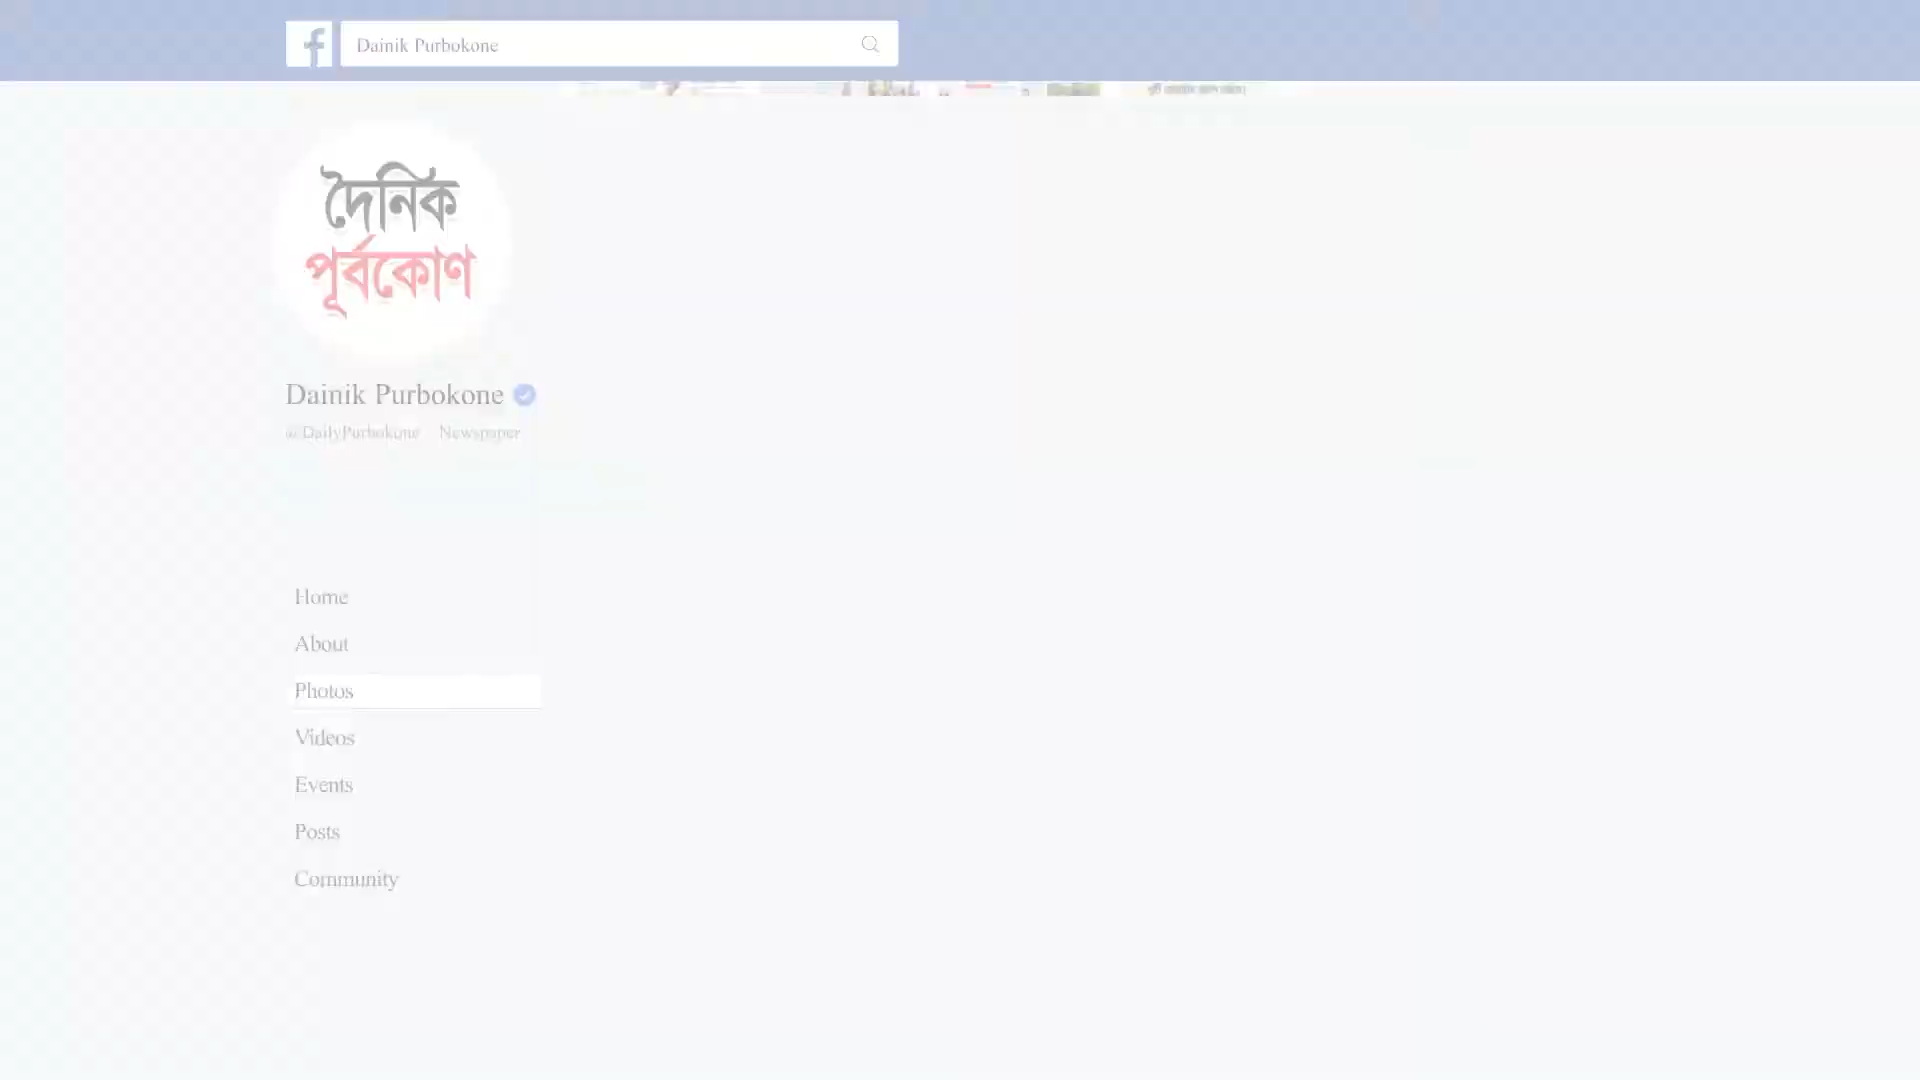 Dainik Purbokone
দৈনিক
পূর্বকোণ
Dainik Purbokone
@DailyPurbokone Newspaper
Home
About
Photos
Videos
Events
Posts
Community